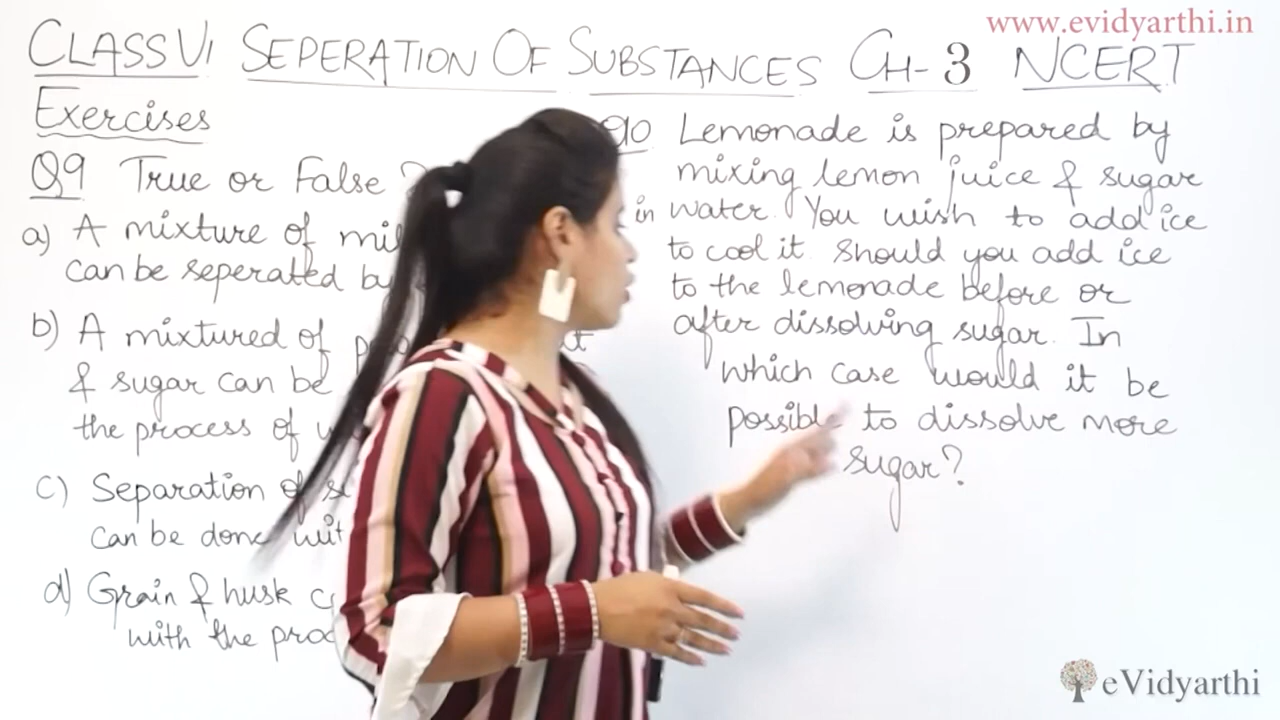 www.evidyarthi.in
CLASS VI SEPERATION OF SUBSTANCES CH-3 NCERT
Exercises
Q9 True or False
a) A mixture of
can be seperated
b) A mixtured of
& sugar can be
the process of
c) Separation of
can be done
d) Grain & husk
with the
Lemonade is prepared by
mixing lemon juice & sugar
in water. You wish to add ice
to cool it. Should you add ice
to the lemonade before or
after dissolving sugar. In
which case would it be
possible to dissolve more
sugar?
eVidyarthi